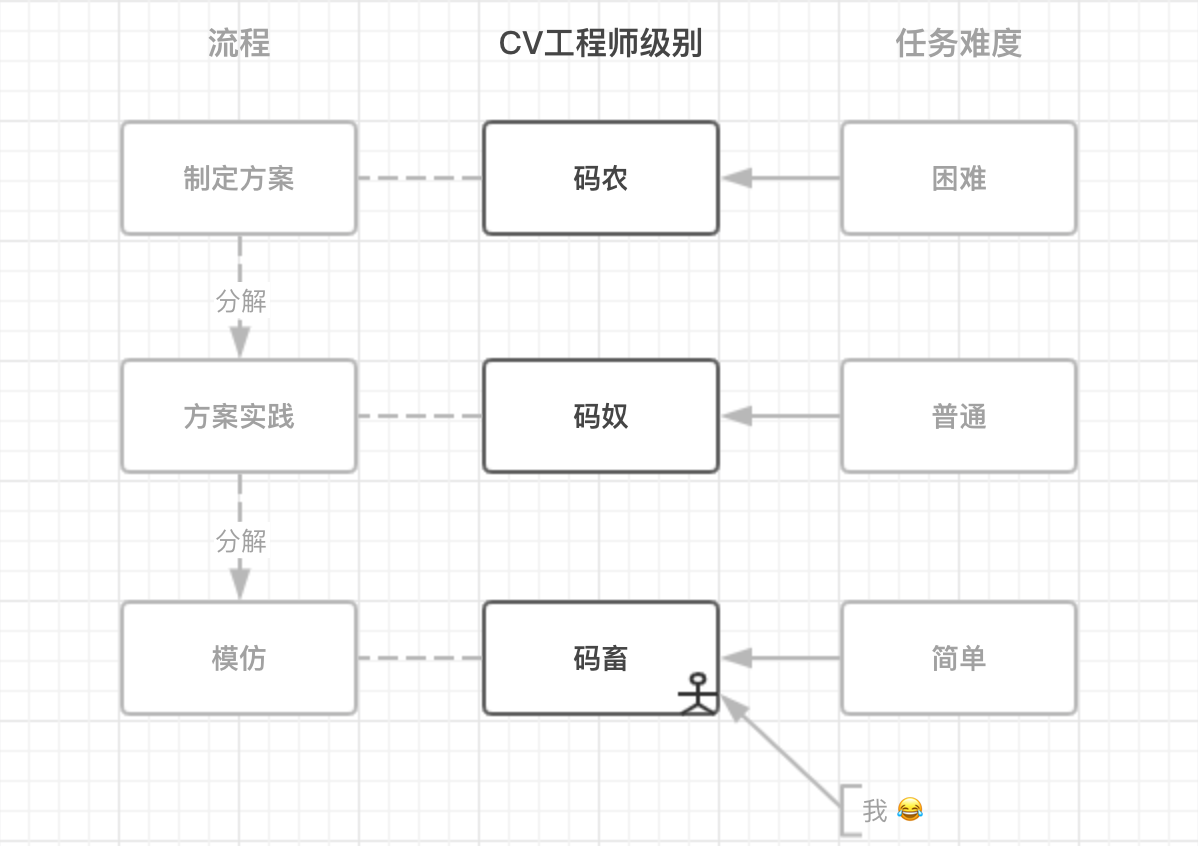 流程
CV工程师级别
任务难度
制定方案
码农
困难
分解
方案实践
码奴
普通
分解
模仿
码畜
简单
我 😂